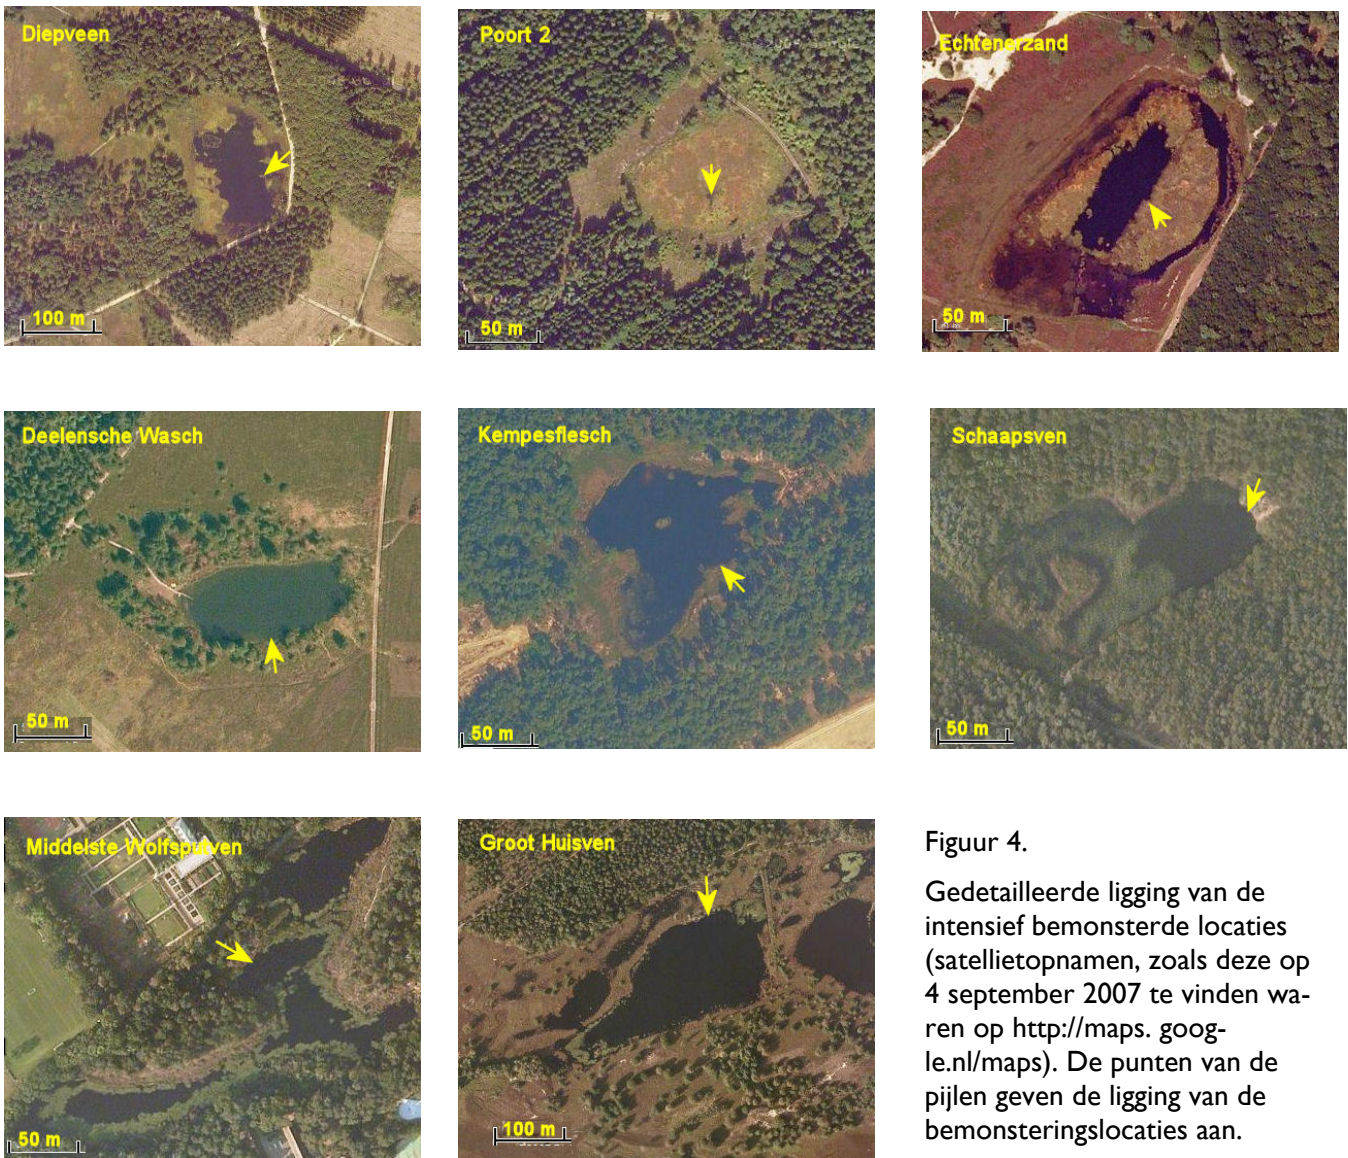 Diepveen
Poort 2
Echtenerzand
100 m
50 m
50 m
Deelensche Wasch
Kempesflesch
Schaapsven
50 m
50 m
50 m
Middelste Wolfsputven
Groot Huisven
50 m
100 m
Figuur 4.
Gedetailleerde ligging van de
intensief bemonsterde locaties
(satellietopnamen, zoals deze op
4 september 2007 te vinden wa-
ren op http://maps. goog-
le.nl/maps). De punten van de
pijlen geven de ligging van de
bemonsteringslocaties aan.